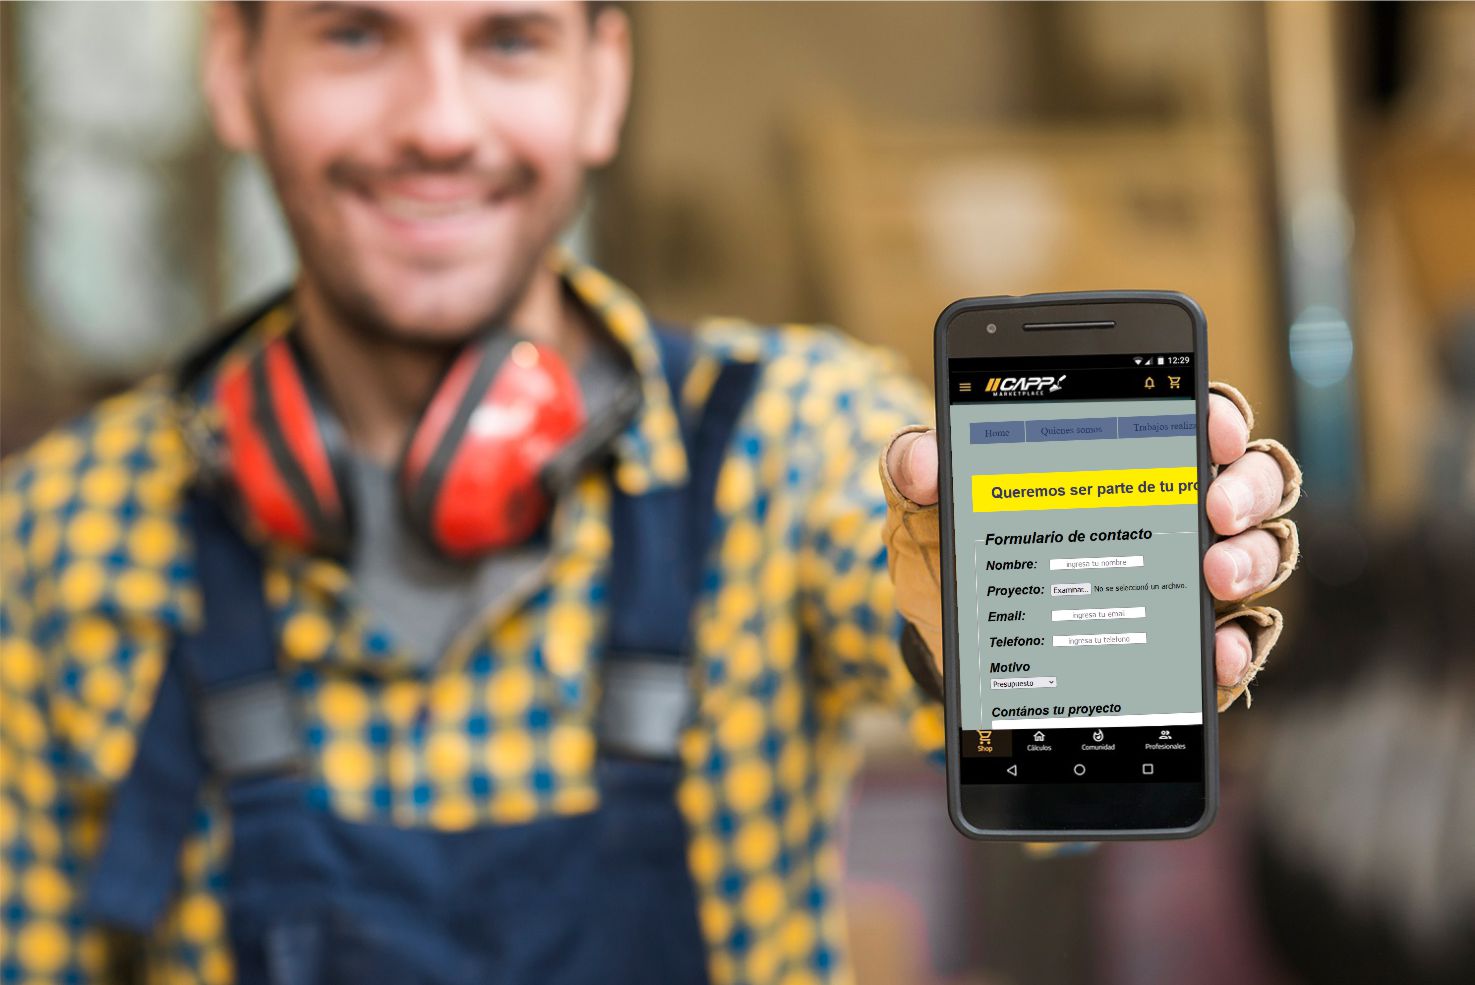 12:29
CAPP
MARKETPLACE
Home Quienes somos Trabajos realiza
Queremos ser parte de tu pro
Formulario de contacto
Nombre: ingresa tu nombre
Proyecto: Examinar... No se seleccionó un archivo.
Email: ingresa tu email
Telefono: ingresa tu telefono
Motivo
Presupuesto
Contános tu proyecto
Shop Cálculos Comunidad Profesionales